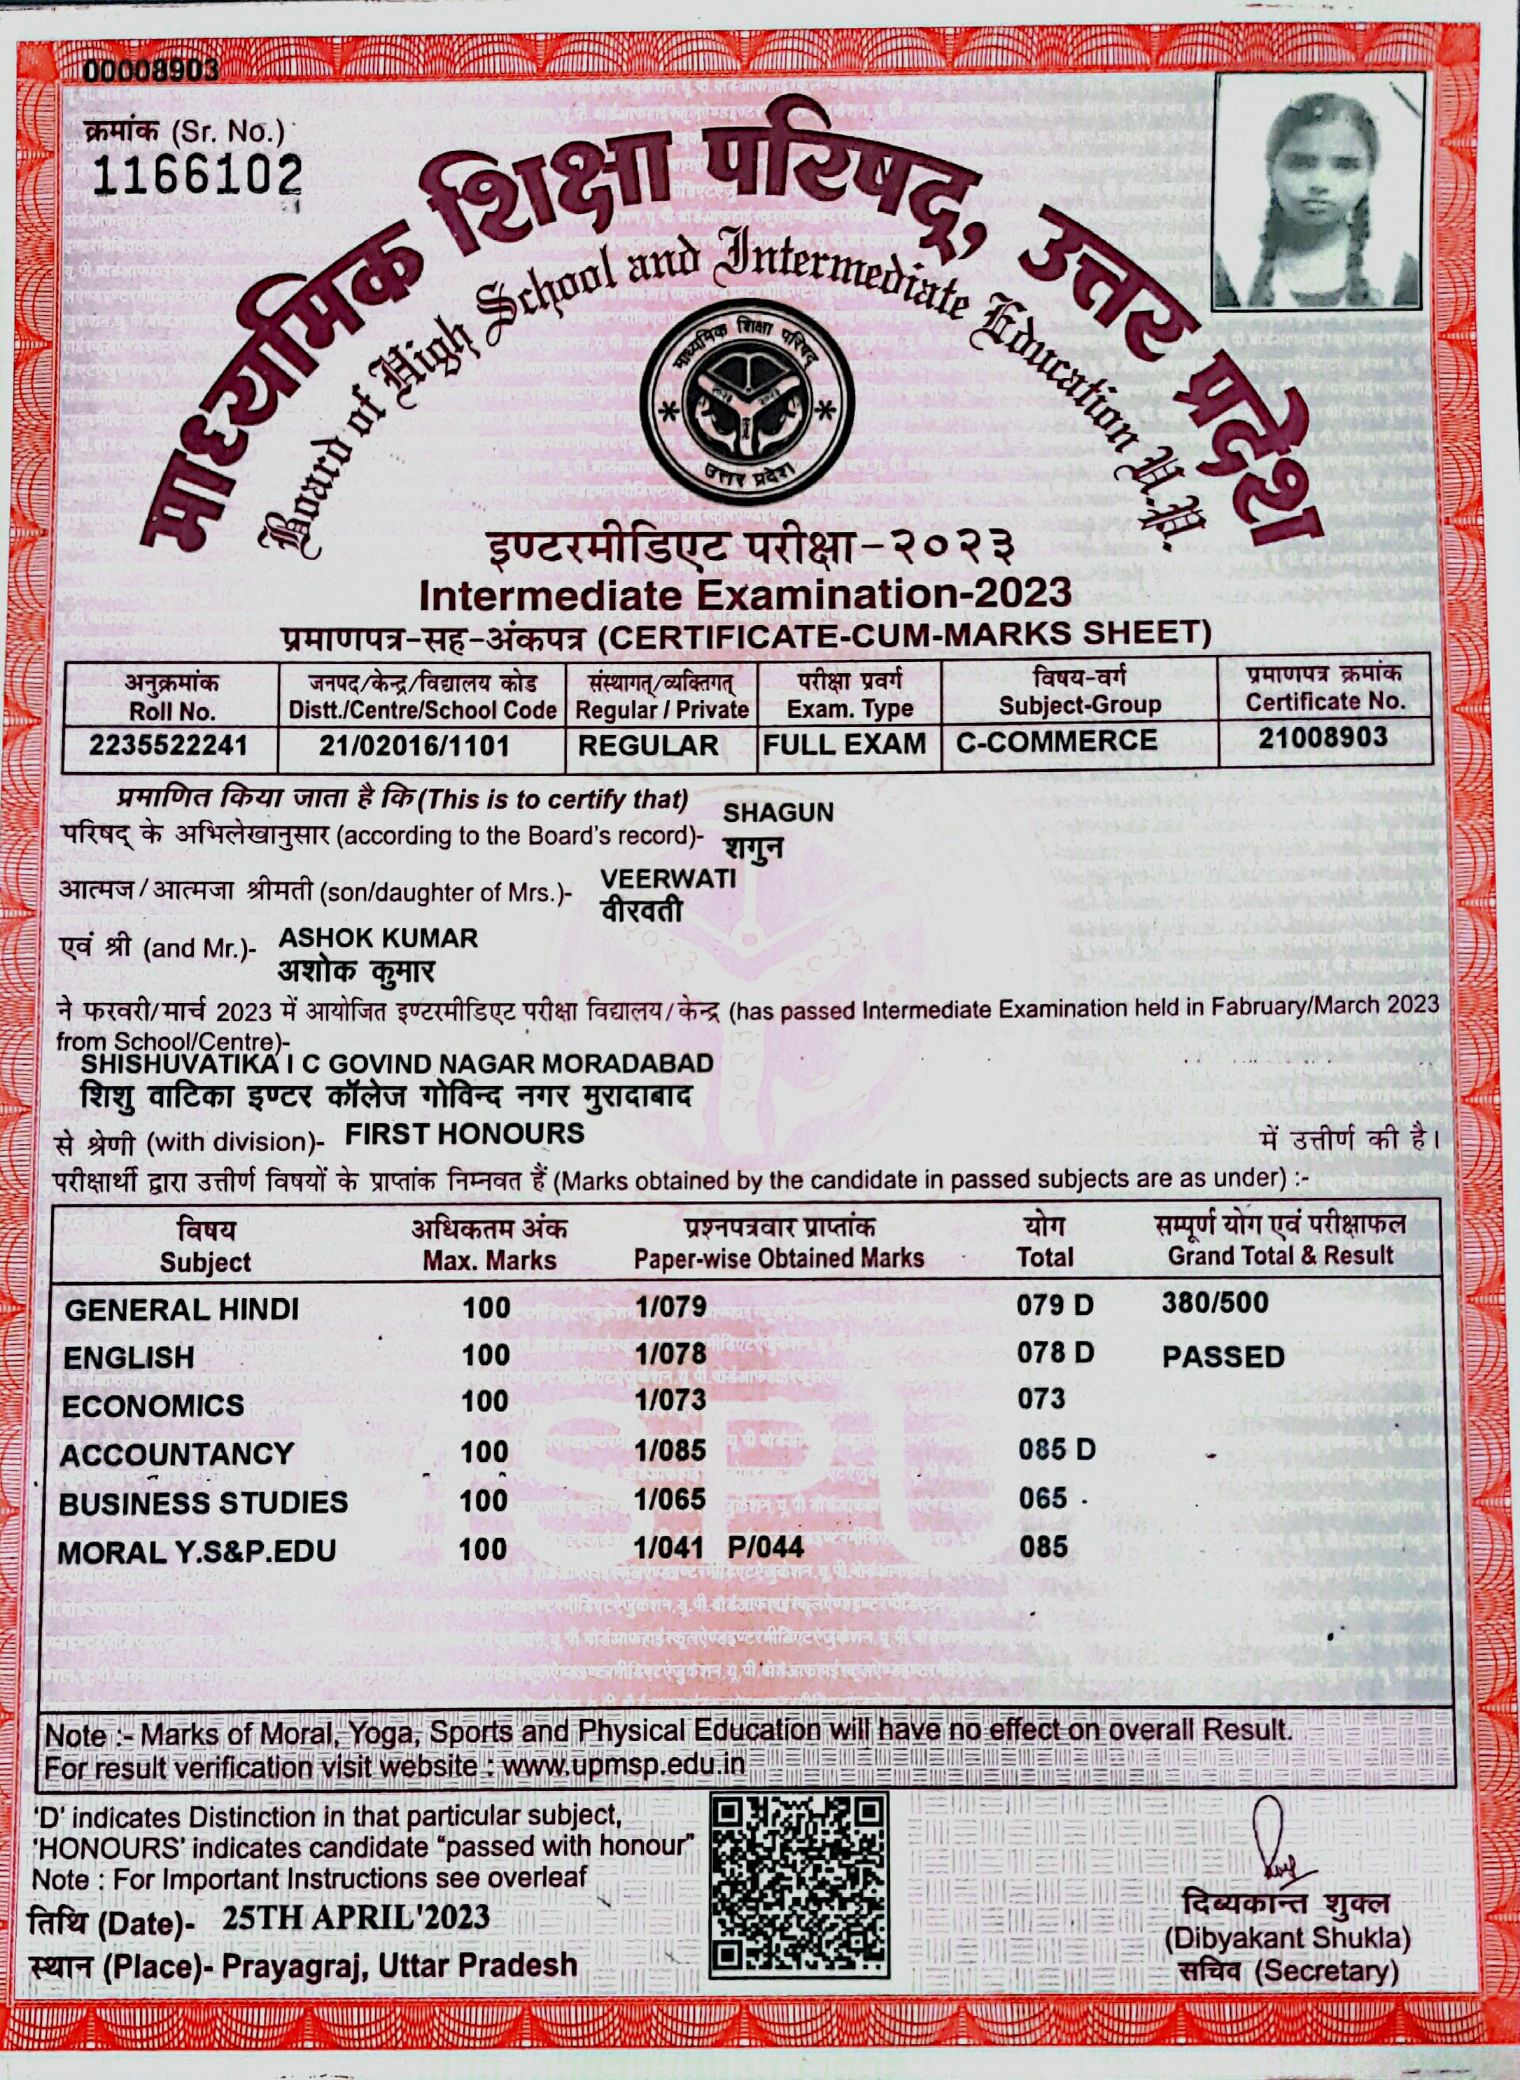 00008903
क्रमांक (Sr. No.)
1166102
माध्यमिक शिक्षा परिषद्, उत्तर प्रदेश
Board of High School and Intermediate Education U.P.
माध्यमिक शिक्षा परिषद्
उत्तर प्रदेश
इण्टरमीडिएट परीक्षा-२०२३
Intermediate Examination-2023
प्रमाणपत्र-सह-अंकपत्र (CERTIFICATE-CUM-MARKS SHEET)
अनुक्रमांक जनपद/केन्द्र/विद्यालय कोड संस्थागत्/व्यक्तिगत् परीक्षा प्रवर्ग विषय-वर्ग प्रमाणपत्र क्रमांक
Roll No. Distt./Centre/School Code Regular / Private Exam. Type Subject-Group Certificate No.
2235522241 21/02016/1101 REGULAR FULL EXAM C-COMMERCE 21008903
प्रमाणित किया जाता है कि (This is to certify that) SHAGUN
परिषद् के अभिलेखानुसार (according to the Board's record)- शगुन
आत्मज/आत्मजा श्रीमती (son/daughter of Mrs.)- VEERWATI
वीरवती
एवं श्री (and Mr.)- ASHOK KUMAR
अशोक कुमार
ने फरवरी/मार्च 2023 में आयोजित इण्टरमीडिएट परीक्षा विद्यालय/केन्द्र (has passed Intermediate Examination held in Fabruary/March 2023
from School/Centre)-
SHISHUVATIKA I C GOVIND NAGAR MORADABAD
शिशु वाटिका इण्टर कॉलेज गोविन्द नगर मुरादाबाद
से श्रेणी (with division)- FIRST HONOURS में उत्तीर्ण की है।
परीक्षार्थी द्वारा उत्तीर्ण विषयों के प्राप्तांक निम्नवत हैं (Marks obtained by the candidate in passed subjects are as under) :-
विषय अधिकतम अंक प्रश्नपत्रवार प्राप्तांक योग सम्पूर्ण योग एवं परीक्षाफल
Subject Max. Marks Paper-wise Obtained Marks Total Grand Total & Result
GENERAL HINDI 100 1/079 079 D 380/500
ENGLISH 100 1/078 078 D PASSED
ECONOMICS 100 1/073 073
ACCOUNTANCY 100 1/085 085 D
BUSINESS STUDIES 100 1/065 065
MORAL Y.S&P.EDU 100 1/041 P/044 085
Note :- Marks of Moral, Yoga, Sports and Physical Education will have no effect on overall Result.
For result verification visit website : www.upmsp.edu.in
'D' indicates Distinction in that particular subject,
'HONOURS' indicates candidate "passed with honour"
Note : For Important Instructions see overleaf
तिथि (Date)- 25TH APRIL'2023
स्थान (Place)- Prayagraj, Uttar Pradesh
दिब्यकान्त शुक्ल
(Dibyakant Shukla)
सचिव (Secretary)